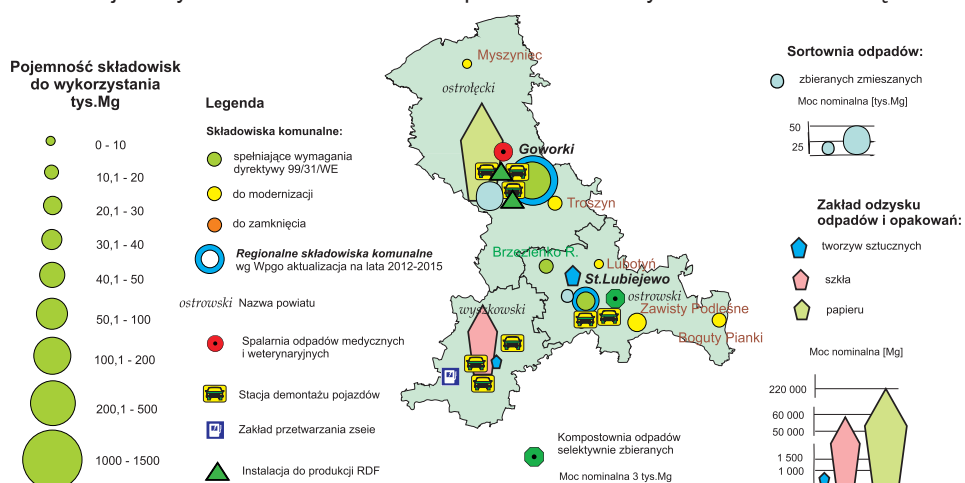 Pojemność składowisk
do wykorzystania
tys.Mg
0 - 10
10,1 - 20
20,1 - 30
30,1 - 40
40,1 - 50
50,1 - 100
100,1 - 200
200,1 - 500
1000 - 1500
Legenda
Składowiska komunalne:
spełniające wymagania
dyrektywy 99/31/WE
do modernizacji
do zamknięcia
Regionalne składowiska komunalne
wg Wpgo aktualizacja na lata 2012-2015
ostrowski Nazwa powiatu
Spalarnia odpadów medycznych
i weterynaryjnych
Stacja demontażu pojazdów
Zakład przetwarzania zseie
Instalacja do produkcji RDF
Myszyniec
ostrołęcki
Goworki
Troszyn
Brzezienko R.
Lubotyń
St.Lubiejewo
ostrowski
wyszkowski
Zawisty Podleśne
Boguty Pianki
Kompostownia odpadów
selektywnie zbieranych
Moc nominalna 3 tys.Mg
Sortownia odpadów:
zbieranych zmieszanych
Moc nominalna [tys.Mg]
50
25
Zakład odzysku
odpadów i opakowań:
tworzyw sztucznych
szkła
papieru
Moc nominalna [Mg]
220 000
60 000
50 000
1 500
1 000